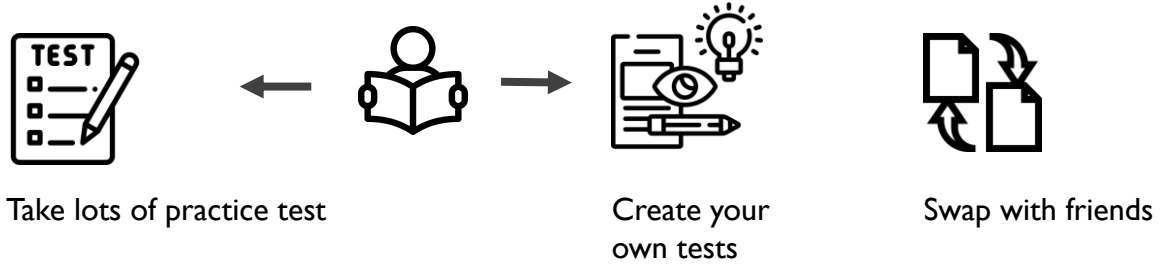 TEST
Take lots of practice test
Create your
own tests
Swap with friends